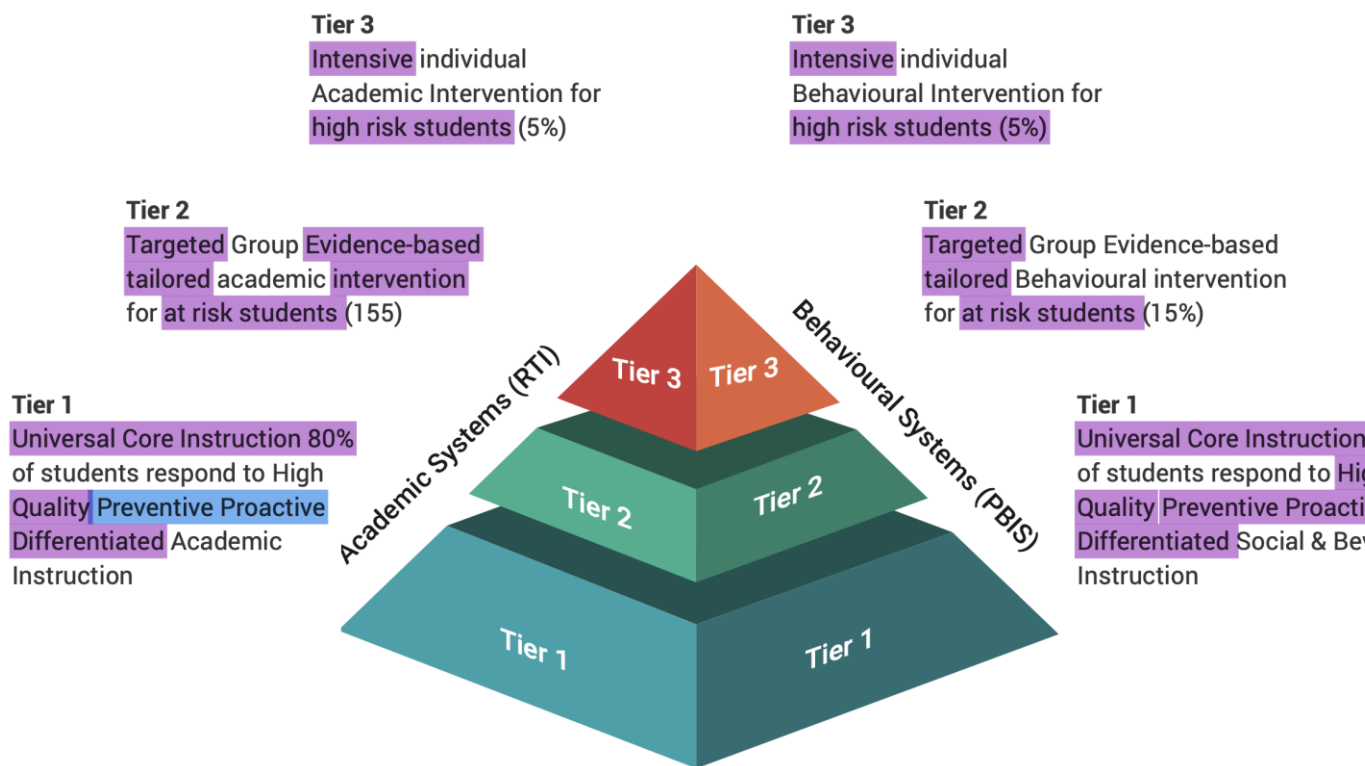 Tier 3
Intensive individual
Academic Intervention for
high risk students (5%)
Tier 3
Intensive individual
Behavioural Intervention for
high risk students (5%)
Tier 2
Targeted Group Evidence-based
tailored academic intervention
for at risk students (155)
Tier 2
Targeted Group Evidence-based
tailored Behavioural intervention
for at risk students (15%)
Tier 1
Universal Core Instruction 80%
of students respond to High
Quality Preventive Proactive
Differentiated Academic
Instruction
Academic Systems (RTI)
Behavioural Systems (PBIS)
Tier 3
Tier 3
Tier 2
Tier 2
Tier 1
Tier 1
Tier 1
Universal Core Instruction
of students respond to
Quality Preventive
Differentiated Social &
Instruction